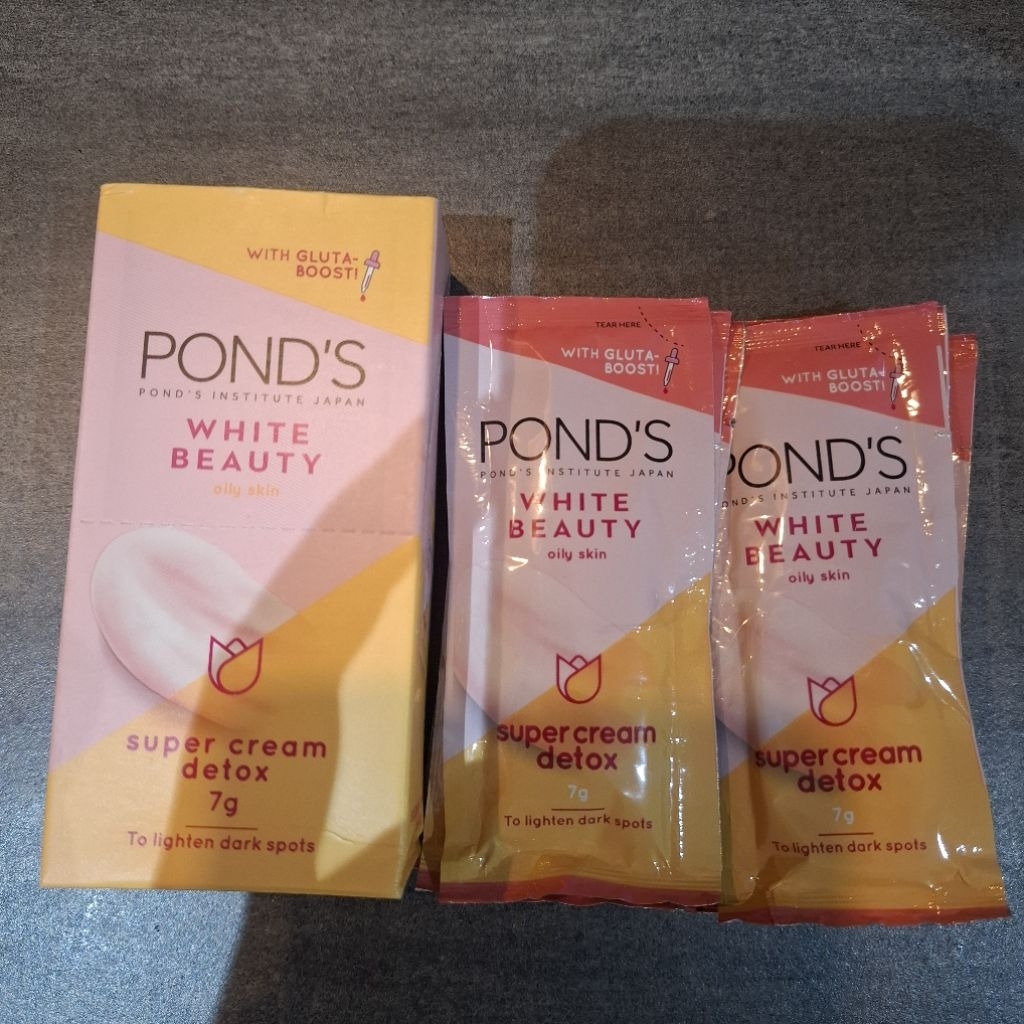 WITH GLUTA-
BOOST!
POND'S
POND'S INSTITUTE JAPAN
WHITE
BEAUTY
oily skin
super cream
detox
7g
To lighten dark spots
TEAR HERE
WITH GLUTA-
BOOST!
POND'S
POND'S INSTITUTE JAPAN
WHITE
BEAUTY
oily skin
super cream
detox
7g
To lighten dark spots
TEAR HERE
WITH GLUTA-
BOOST!
POND'S
POND'S INSTITUTE JAPAN
WHITE
BEAUTY
oily skin
super cream
detox
7g
To lighten dark spots